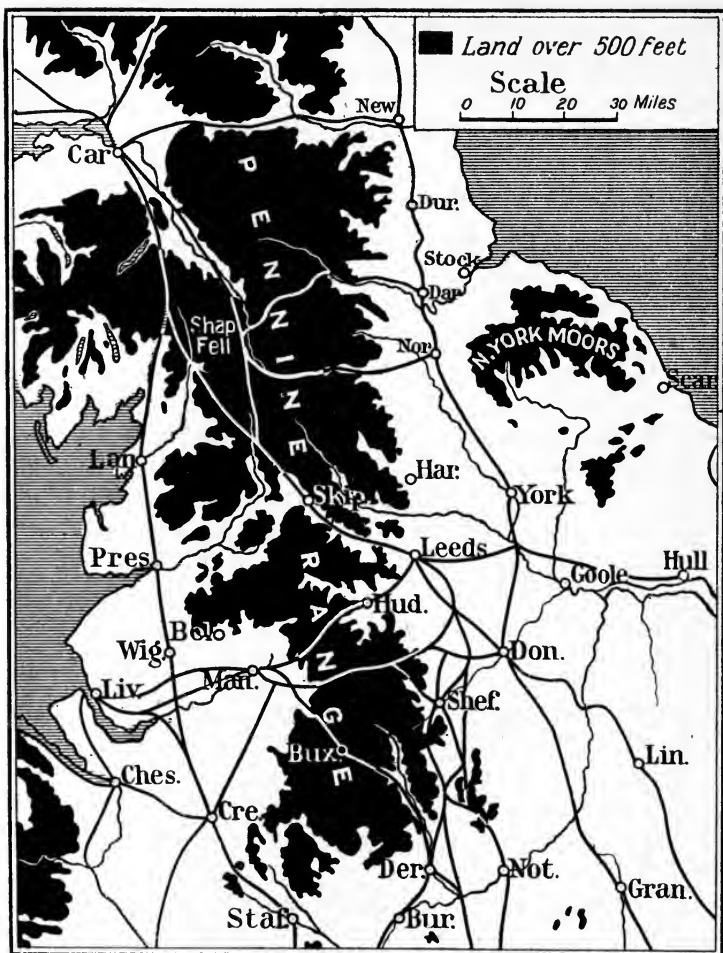 Land over 500 feet
Scale
0 10 20 30 Miles
New
Car
PENNINE
Dur.
Stock
Dar
Shap
Fell
Nor.
N. YORK MOORS
Scar
Lan
Har.
Skip.
York
Pres
RANGE
Leeds
Goole
Hull
Hud.
Bol.
Wig.
Man.
Don.
Liv.
Shef.
Bux.
Lin.
Ches.
Cre.
Der.
Not.
Gran.
Staf.
Bur.